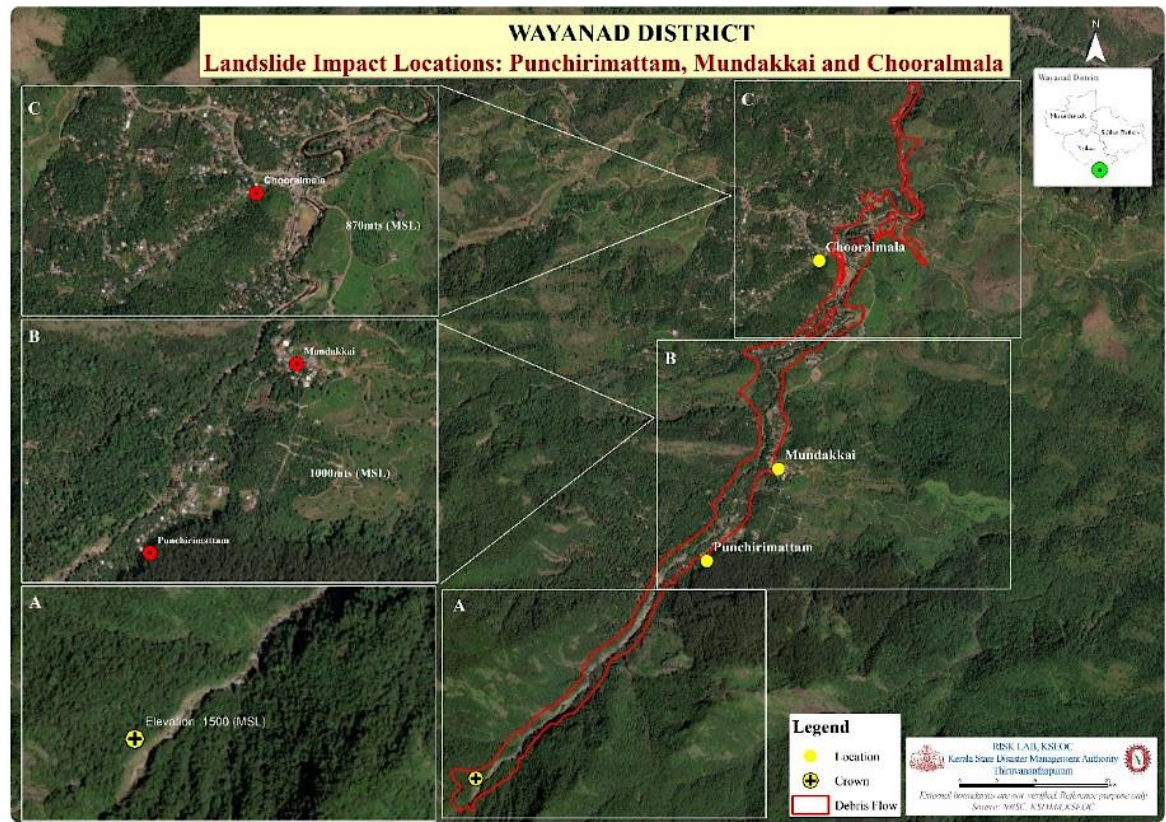 WAYANAD DISTRICT
Landslide Impact Locations: Punchirimattam, Mundakkai and Chooralmala
N
Wayanad District
C
Chooralmala
870mts (MSL)
B
Mundakkai
1000mts (MSL)
Punchirimattam
A
Elevation 1500 (MSL)
C
Chooralmala
B
Mundakkai
Punchirimattam
A
Legend
Location
Crown
Debris Flow
RISK LAB, KSEOC
Kerala State Disaster Management Authority
Thiruvananthapuram
External boundaries are not verified. Reference purpose only
Source: NRSC, KSDMA, KSEOC